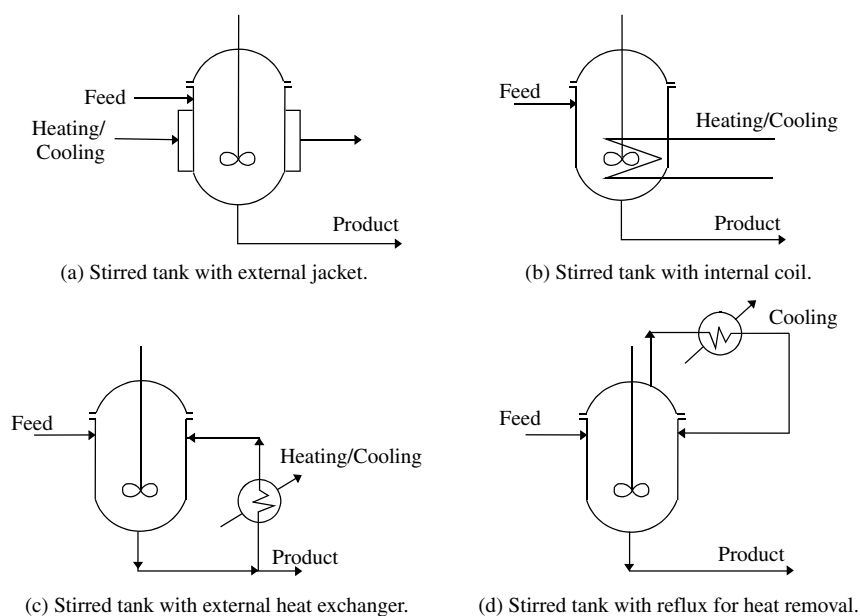 Feed
Heating/
Cooling
Product
(a) Stirred tank with external jacket.
Feed
Heating/Cooling
Product
(b) Stirred tank with internal coil.
Feed
Heating/Cooling
Product
(c) Stirred tank with external heat exchanger.
Cooling
Feed
Product
(d) Stirred tank with reflux for heat removal.